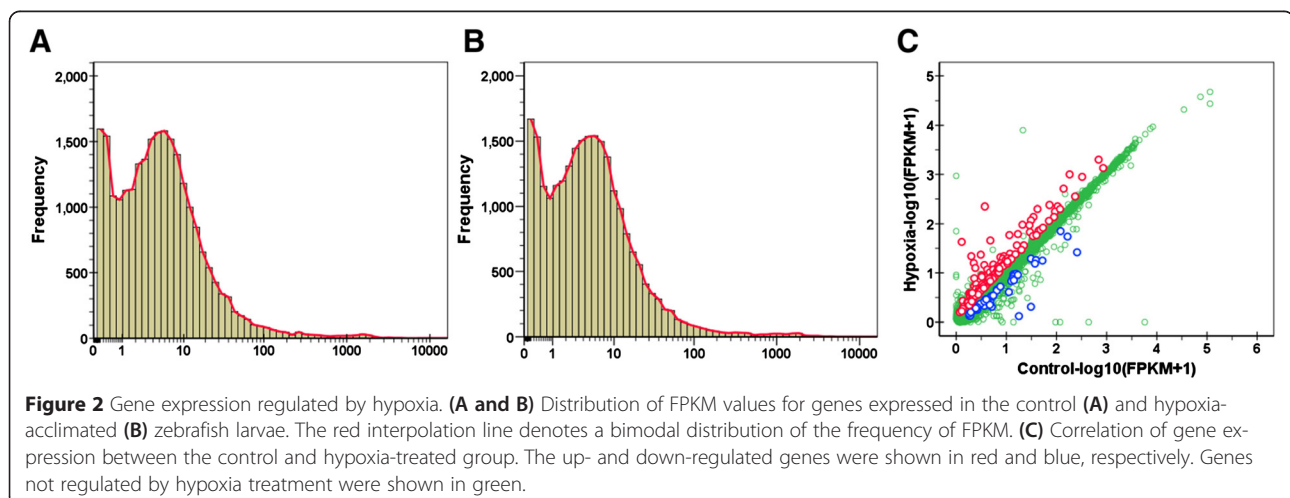 A
B
C
2,000
1,500
1,000
500
0
Frequency
0 1 10 100 1000 10000
2,000
1,500
1,000
500
0
Frequency
0 1 10 100 1000 10000
5
4
3
2
1
0
Hypoxia-log10(FPKM+1)
0 1 2 3 4 5 6
Control-log10(FPKM+1)
Figure 2 Gene expression regulated by hypoxia. (A and B) Distribution of FPKM values for genes expressed in the control (A) and hypoxia-
acclimated (B) zebrafish larvae. The red interpolation line denotes a bimodal distribution of the frequency of FPKM. (C) Correlation of gene ex-
pression between the control and hypoxia-treated group. The up- and down-regulated genes were shown in red and blue, respectively. Genes
not regulated by hypoxia treatment were shown in green.